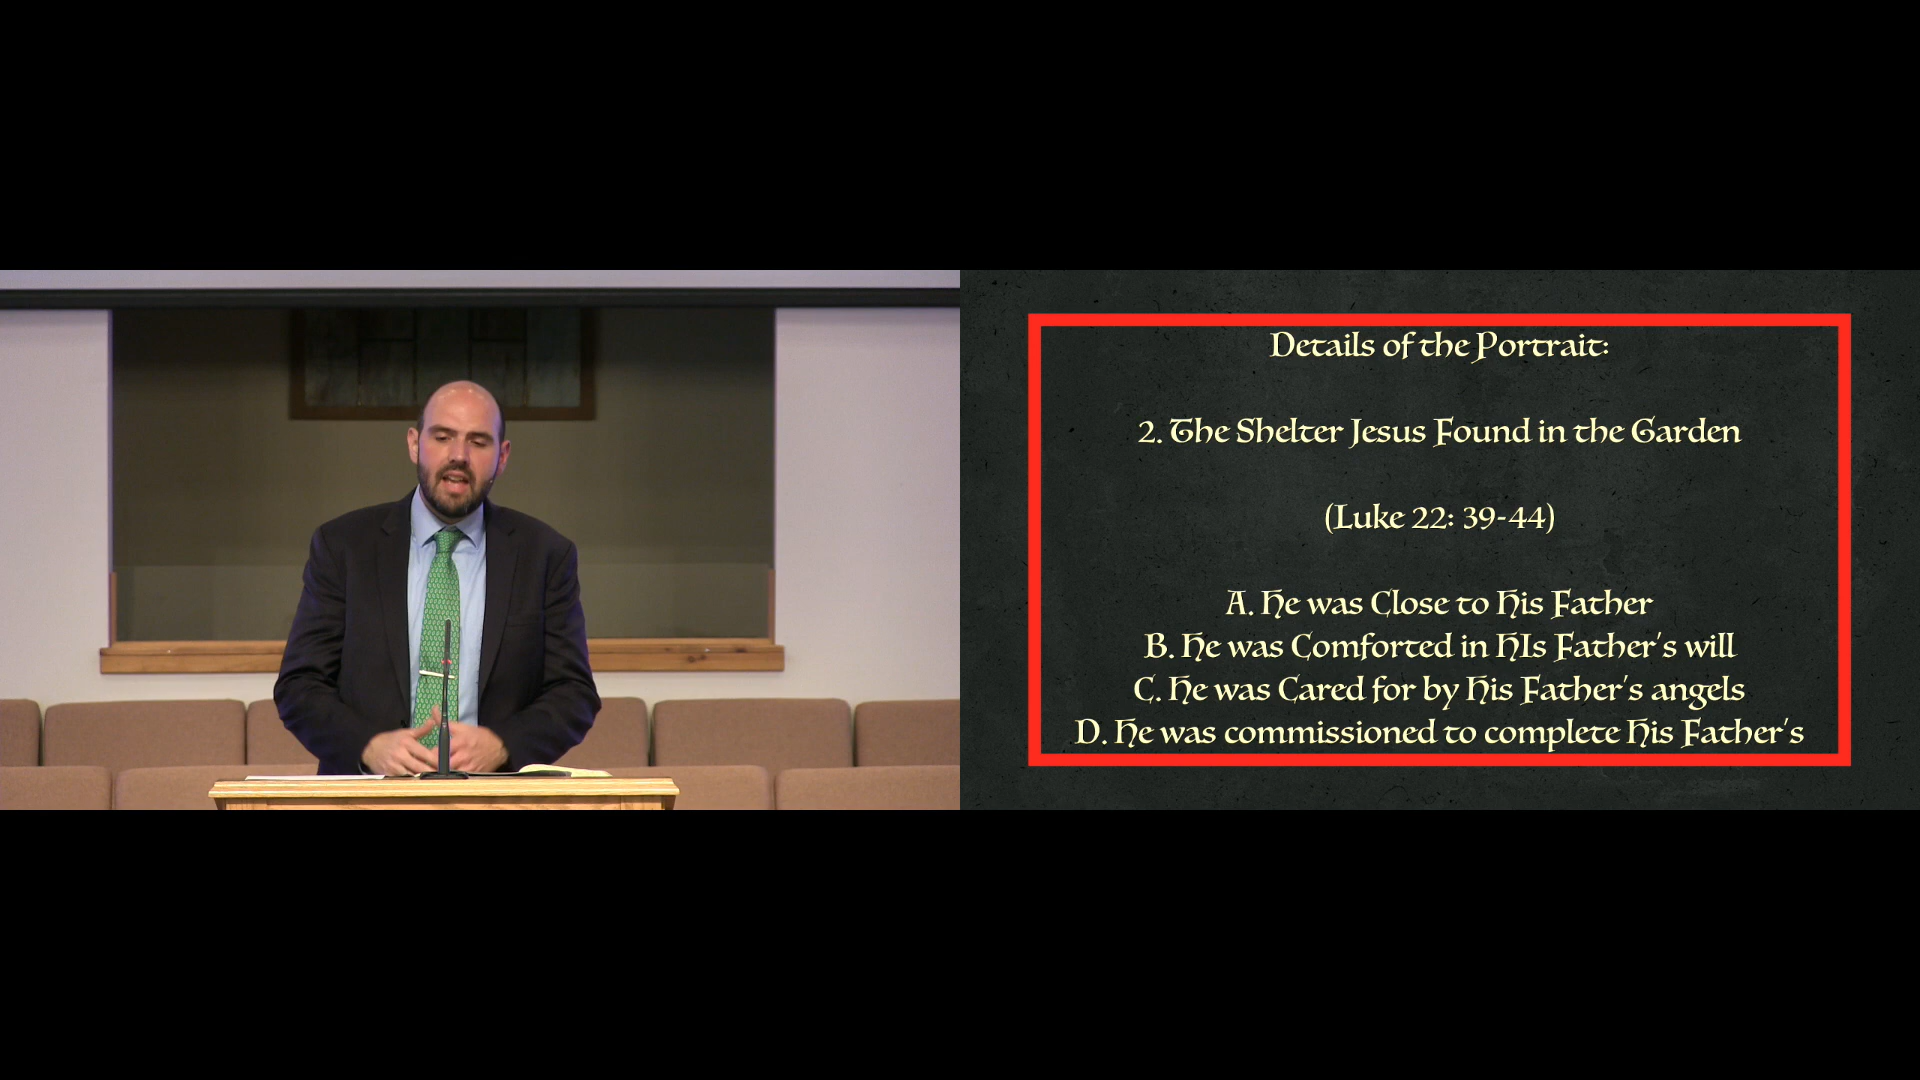 Details of the Portrait:
2. The Shelter Jesus Found in the Garden
(Luke 22: 39-44)
A. He was Close to His Father
B. He was Comforted in HIs Father's will
C. He was Cared for by His Father's angels
D. He was commissioned to complete His Father's